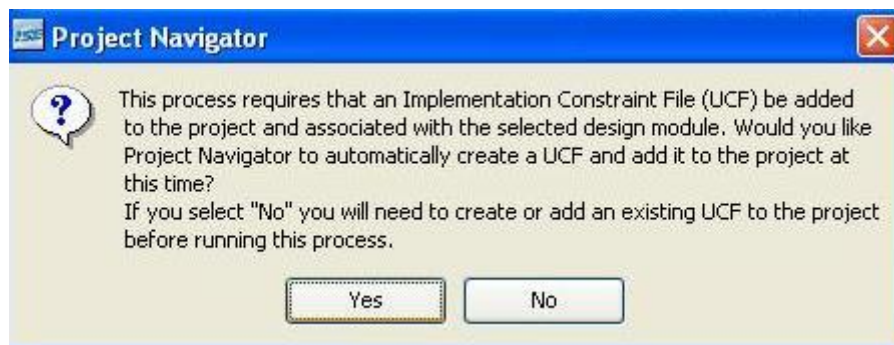 ISE Project Navigator
This process requires that an Implementation Constraint File (UCF) be added
to the project and associated with the selected design module. Would you like
Project Navigator to automatically create a UCF and add it to the project at
this time?
If you select "No" you will need to create or add an existing UCF to the project
before running this process.
Yes No